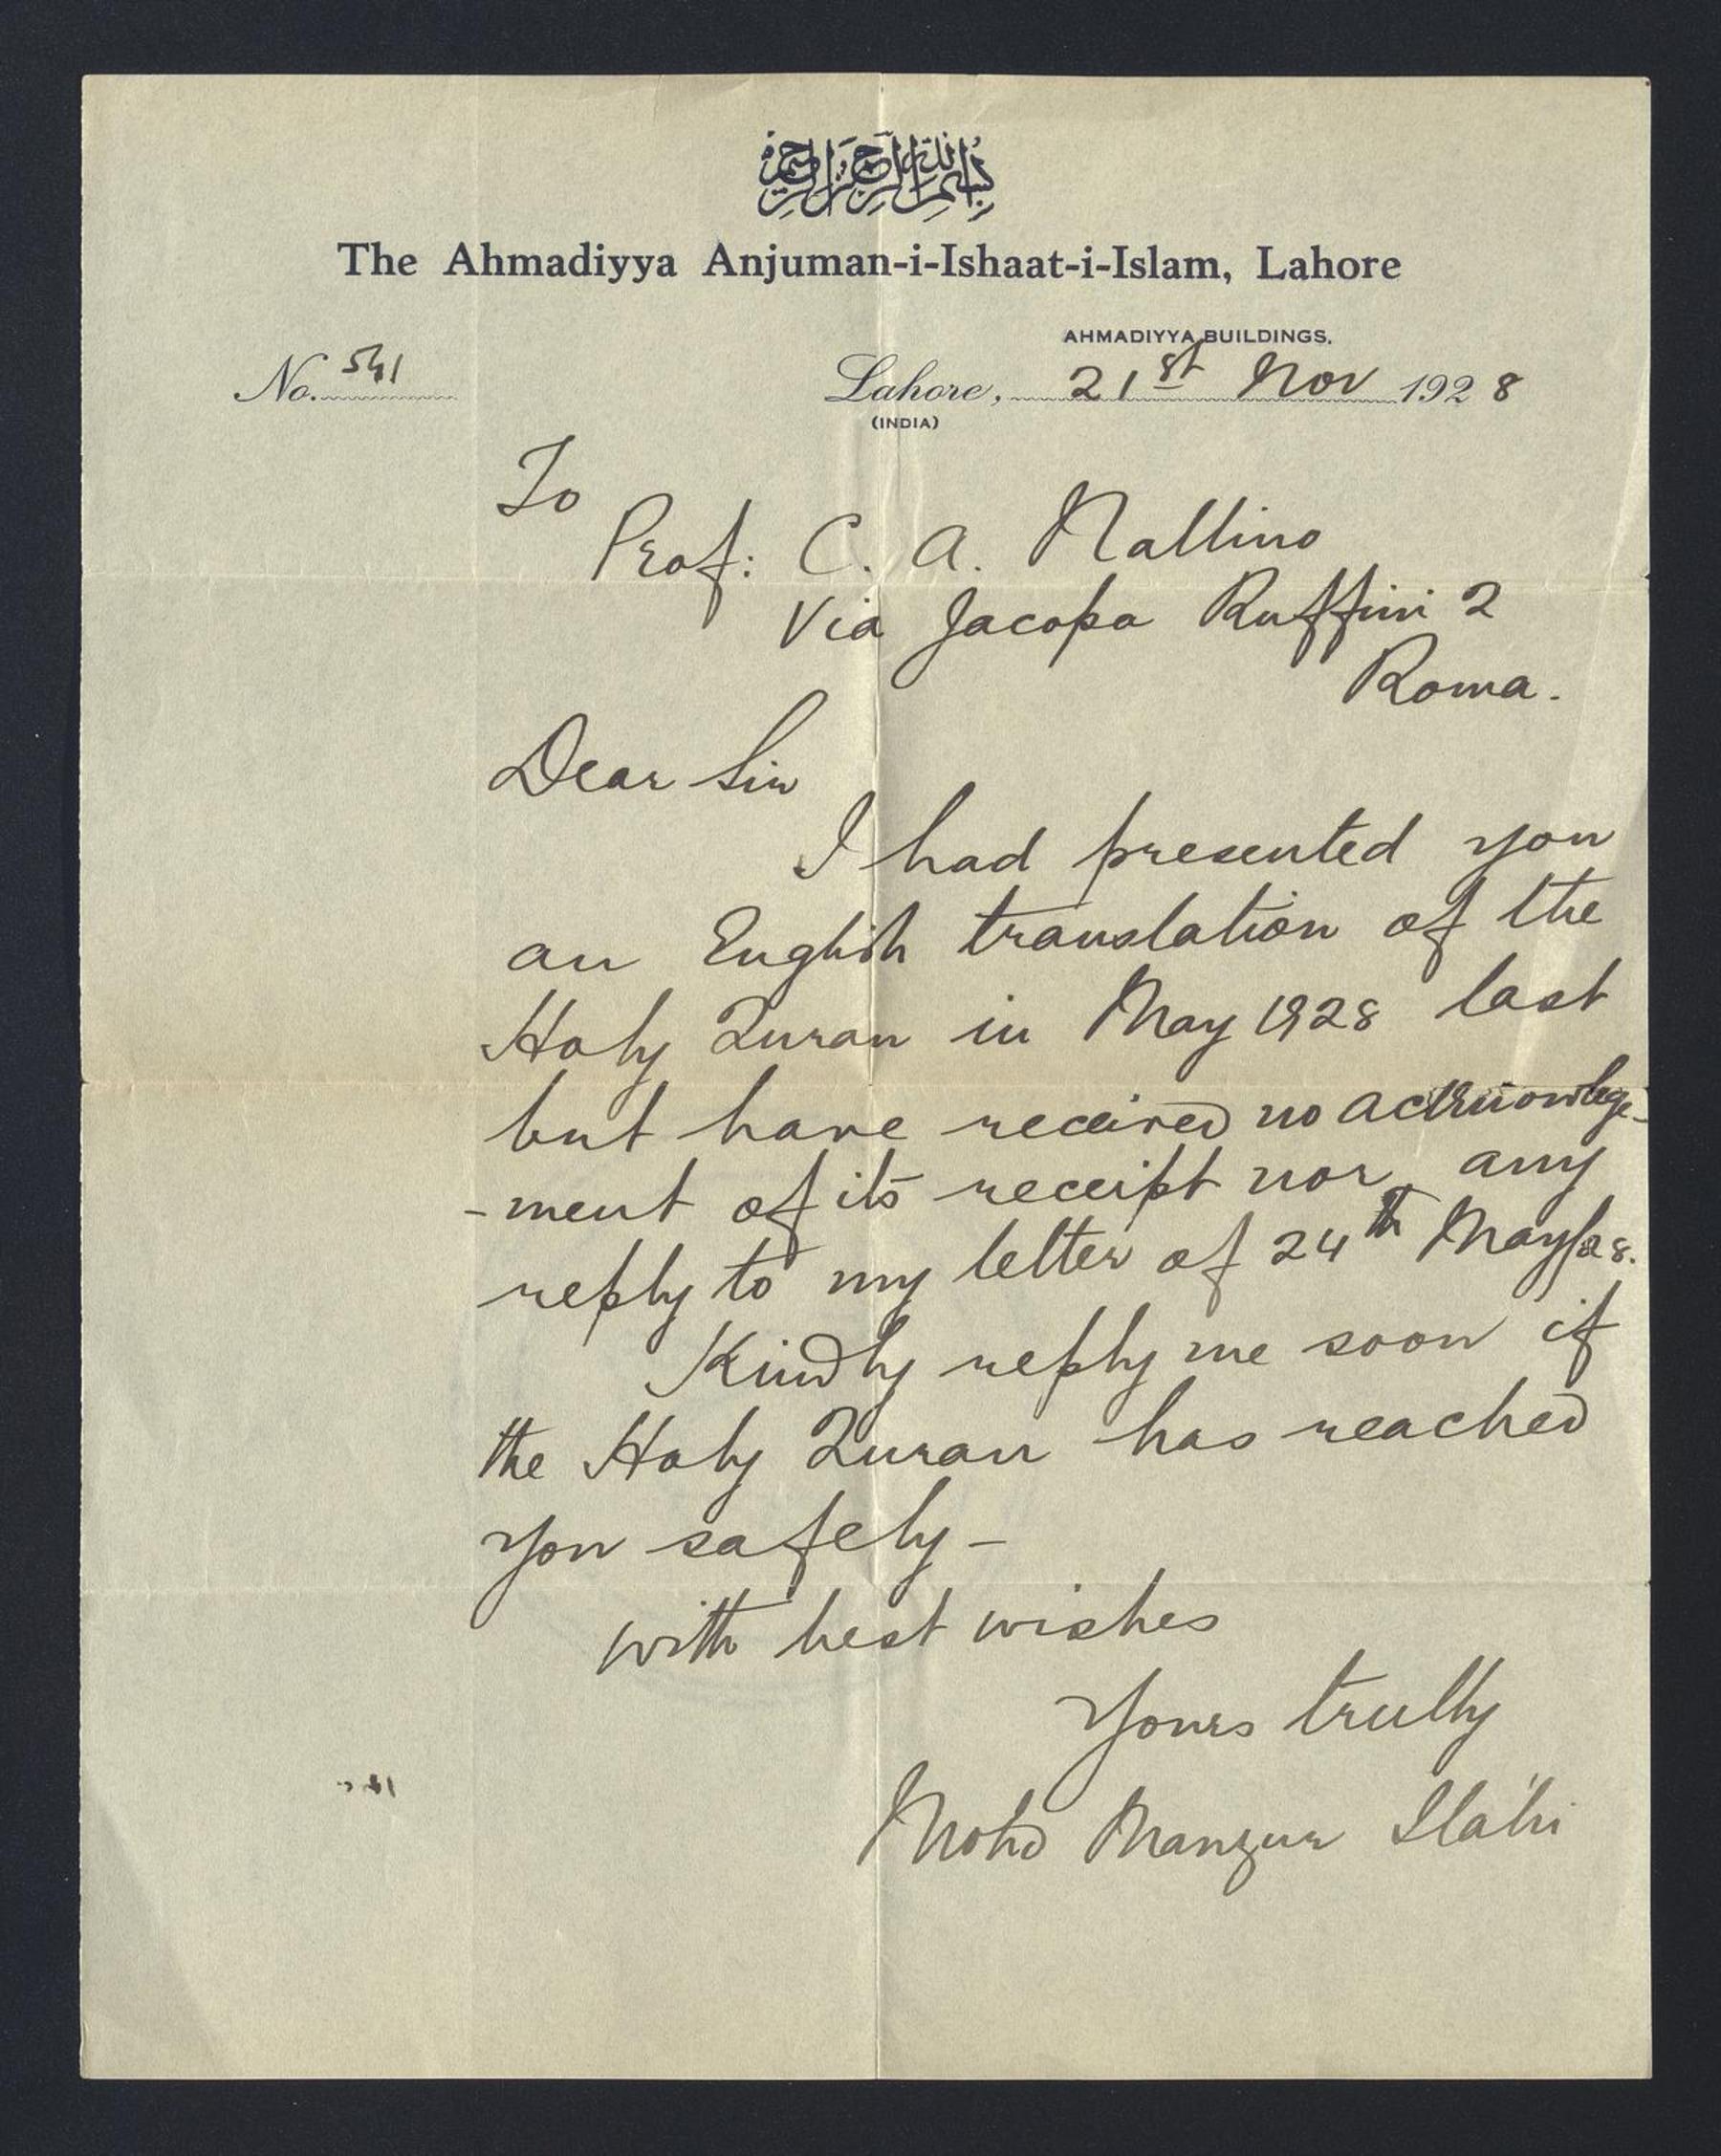 بسم الله الرحمن الرحيم
The Ahmadiyya Anjuman-i-Ishaat-i-Islam, Lahore
AHMADIYYA BUILDINGS,
No. 541 Lahore, 21st Nov 1928
(INDIA)
To
Prof: C. A. Nallino
Via Jacopa Ruffini 2
Roma.
Dear Sir
I had presented you
an English translation of the
Holy Quran in May 1928 last
but have received no acknowlege-
-ment of its receipt nor any
reply to my letter of 24th May/28.
Kindly reply me soon if
the Holy Quran has reached
you safely -
with best wishes
Yours trully
Mohd Manzur Ilahi